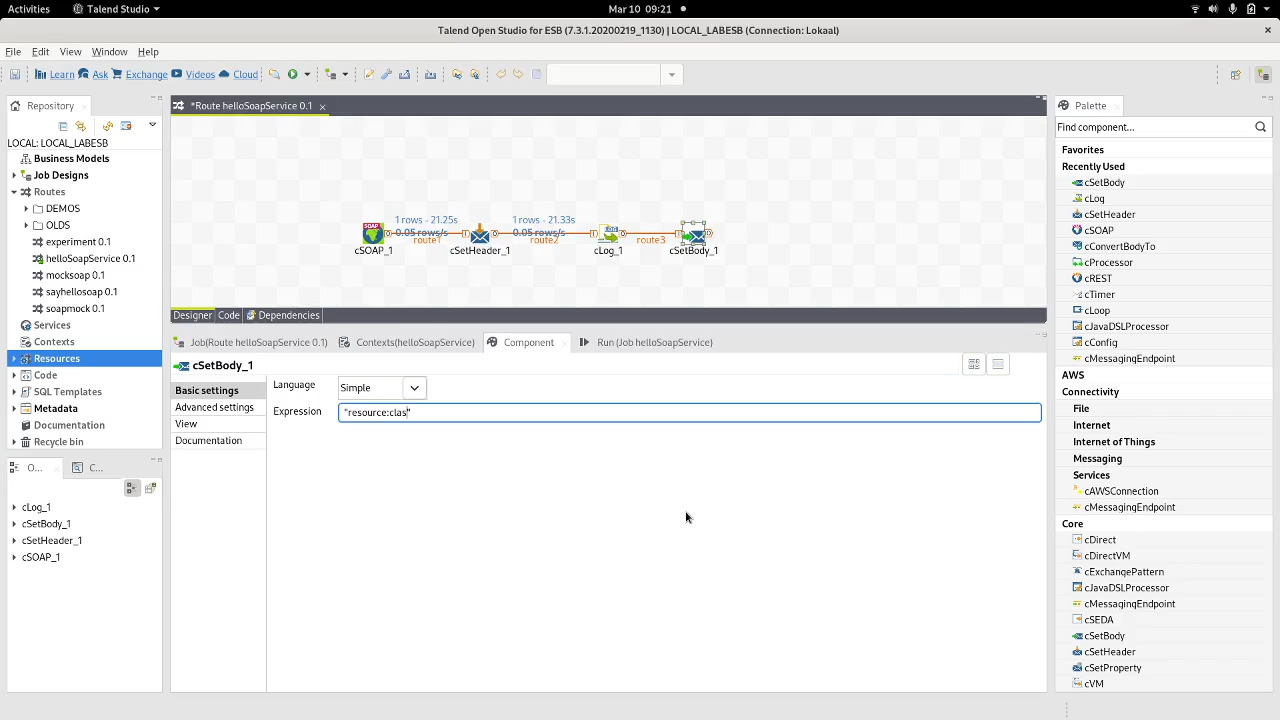 Activities Talend Studio Mar 10 09:21
Talend Open Studio for ESB (7.3.1.20200219_1130) | LOCAL_LABESB (Connection: Lokaal)
File Edit View Window Help
Learn Ask Exchange Videos Cloud
Repository
LOCAL: LOCAL_LABESB
Business Models
Job Designs
Routes
DEMOS
OLDS
experiment 0.1
helloSoapService 0.1
mocksoap 0.1
sayhellosoap 0.1
soapmock 0.1
Services
Contexts
Resources
Code
SQL Templates
Metadata
Documentation
Recycle bin
O... C...
cLog_1
cSetBody_1
cSetHeader_1
cSOAP_1
*Route helloSoapService 0.1
1 rows - 21.25s 1 rows - 21.33s
0.05 rows/s 0.05 rows/s
route1 route2 route3
cSOAP_1 cSetHeader_1 cLog_1 cSetBody_1
Designer Code Dependencies
Job(Route helloSoapService 0.1) Contexts(helloSoapService) Component Run (Job helloSoapService)
cSetBody_1
Basic settings
Advanced settings
View
Documentation
Language Simple
Expression "resource:clas"
Palette
Find component...
Favorites
Recently Used
cSetBody
cLog
cSetHeader
cSOAP
cConvertBodyTo
cProcessor
cREST
cTimer
cLoop
cJavaDSLProcessor
cConfig
cMessagingEndpoint
AWS
Connectivity
File
Internet
Internet of Things
Messaging
Services
cAWSConnection
cMessagingEndpoint
Core
cDirect
cDirectVM
cExchangePattern
cJavaDSLProcessor
cMessagingEndpoint
cSEDA
cSetBody
cSetHeader
cSetProperty
cVM